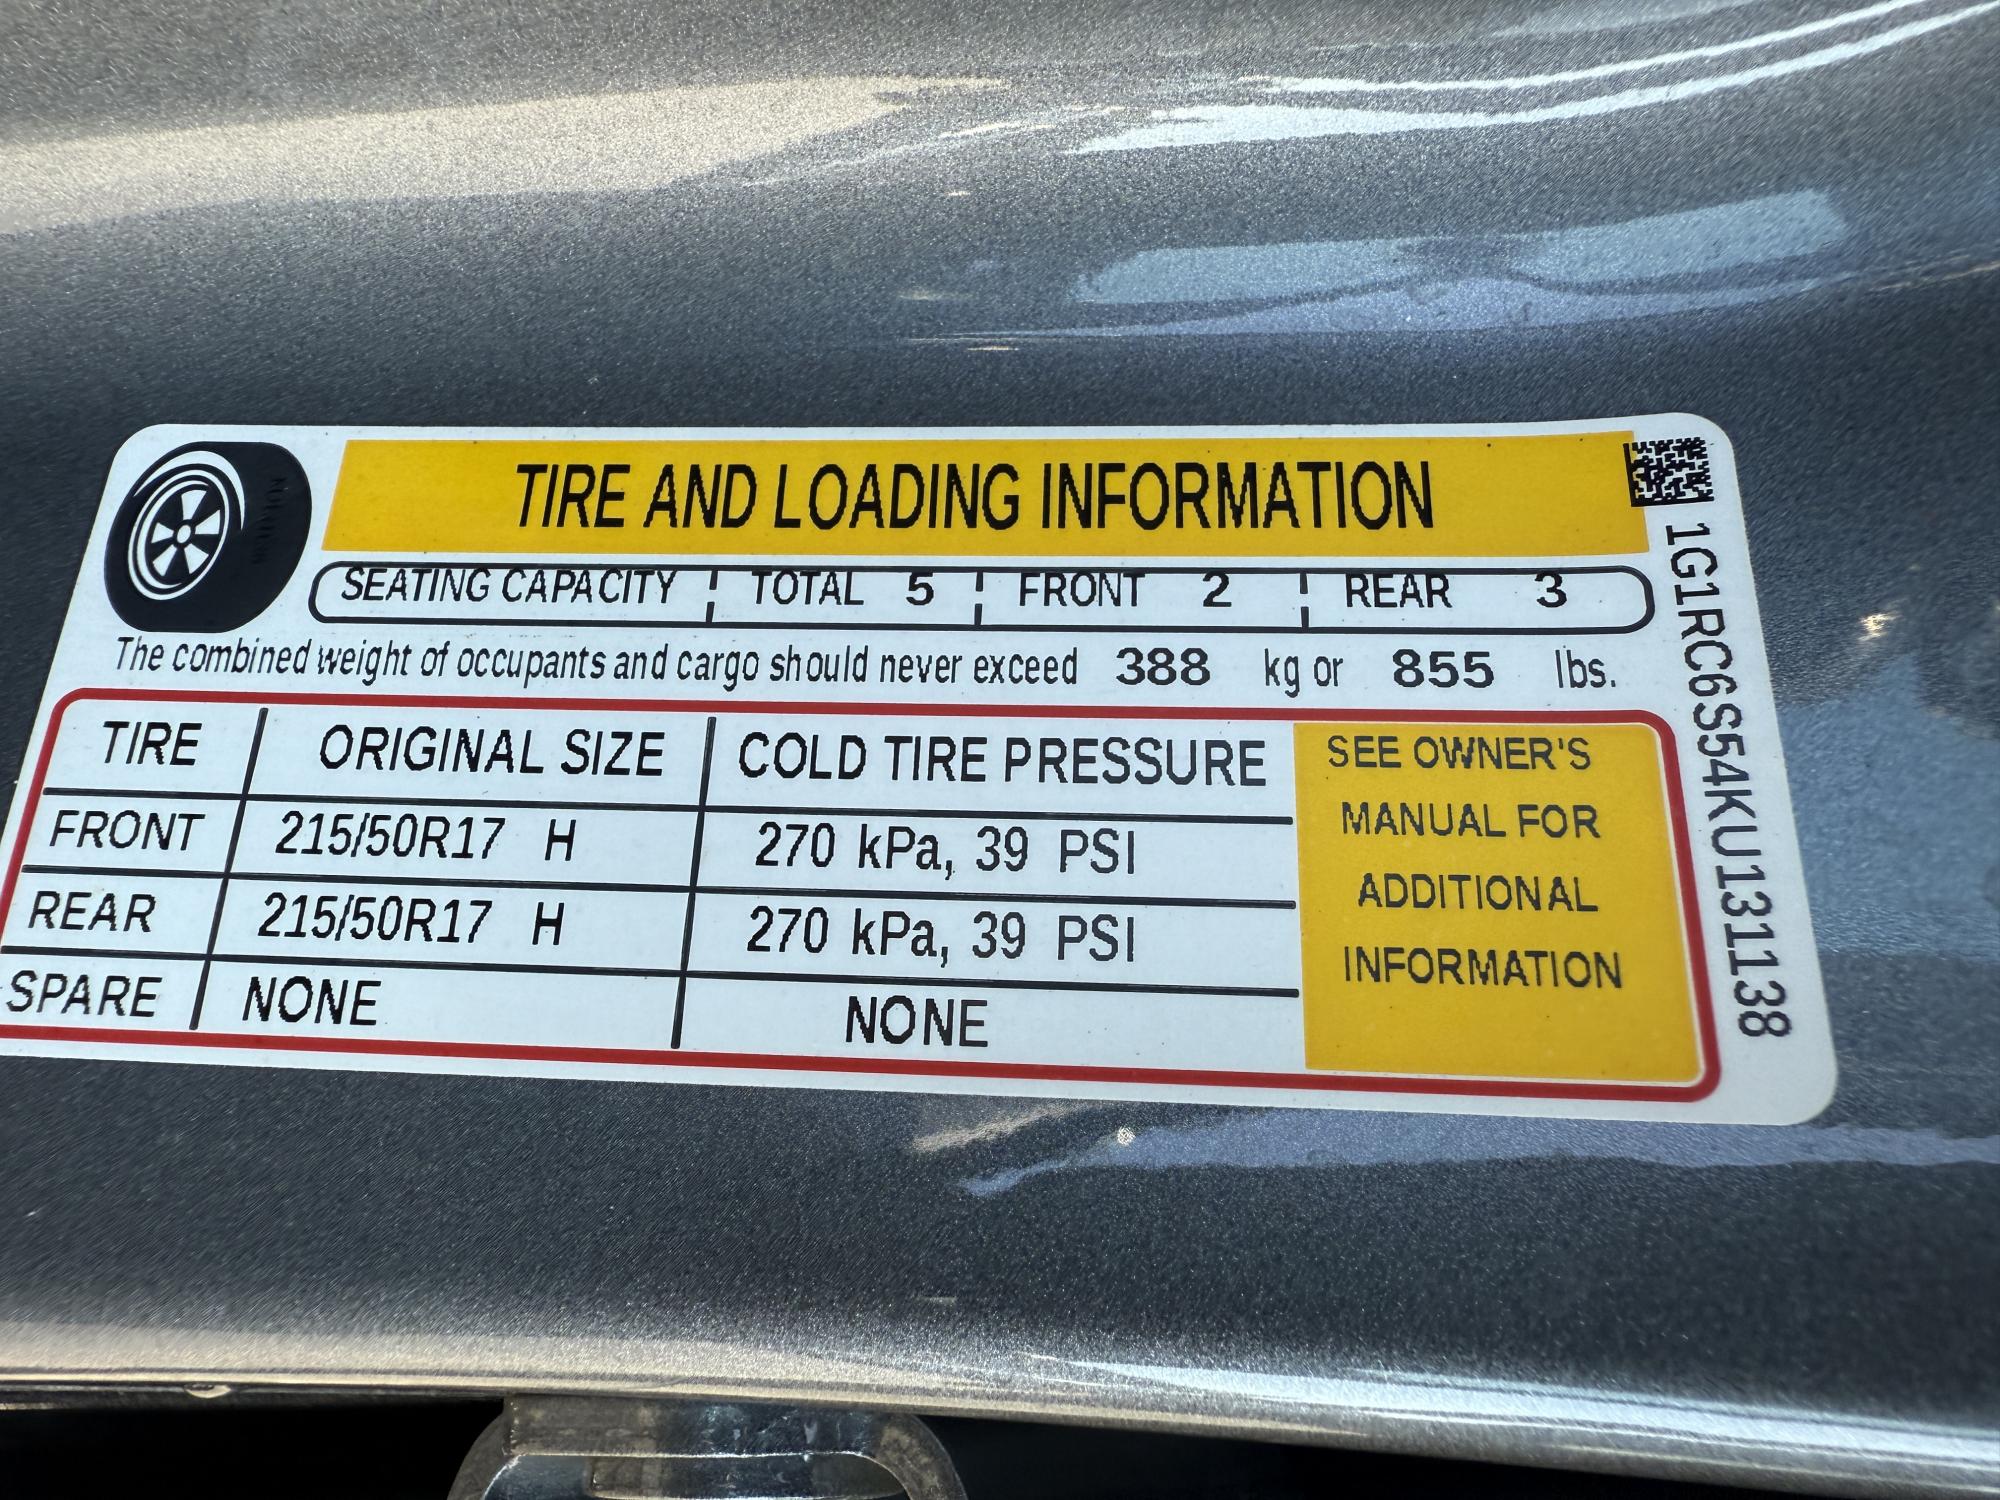 TIRE AND LOADING INFORMATION
SEATING CAPACITY TOTAL 5 FRONT 2 REAR 3
The combined weight of occupants and cargo should never exceed 388 kg or 855 lbs.
TIRE ORIGINAL SIZE COLD TIRE PRESSURE
FRONT 215/50R17 H 270 kPa, 39 PSI
REAR 215/50R17 H 270 kPa, 39 PSI
SPARE NONE NONE
SEE OWNER'S
MANUAL FOR
ADDITIONAL
INFORMATION
1G1RC6S54KU131138